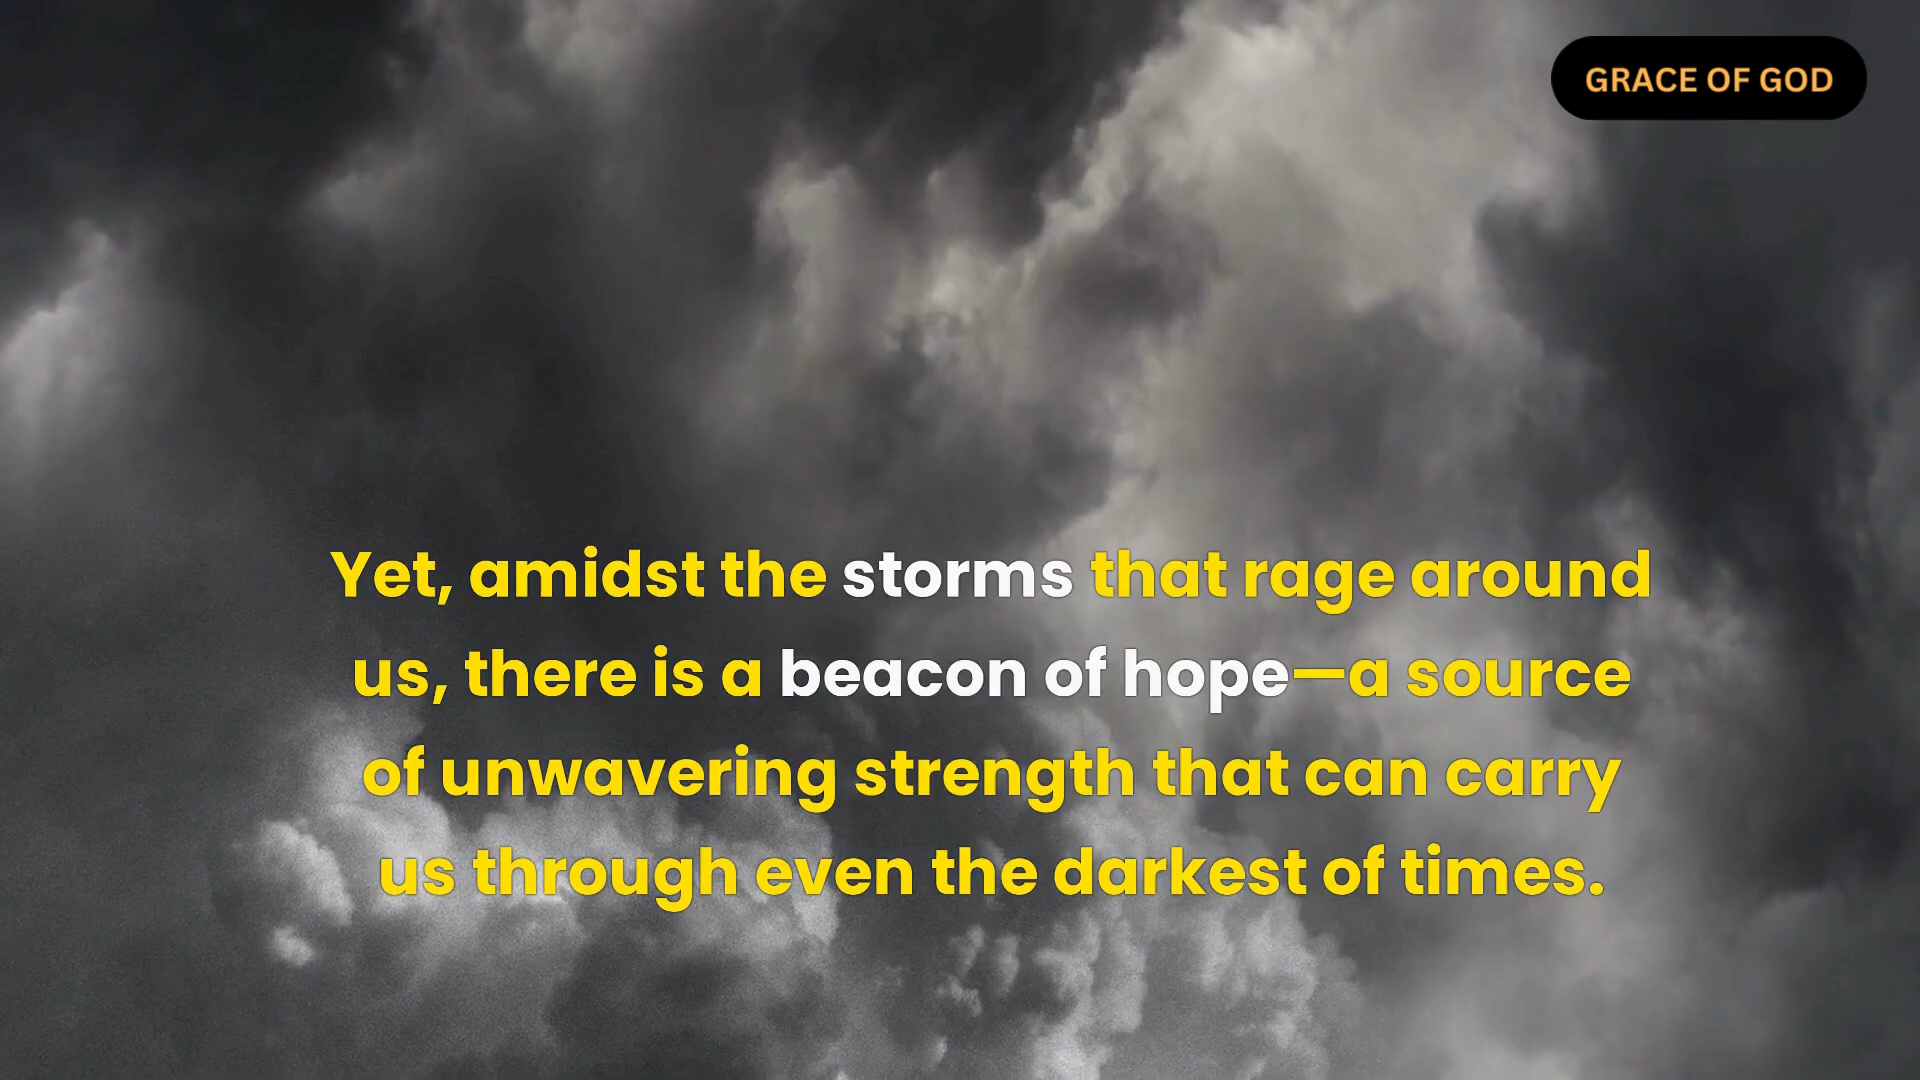 GRACE OF GOD
Yet, amidst the storms that rage around
us, there is a beacon of hope—a source
of unwavering strength that can carry
us through even the darkest of times.